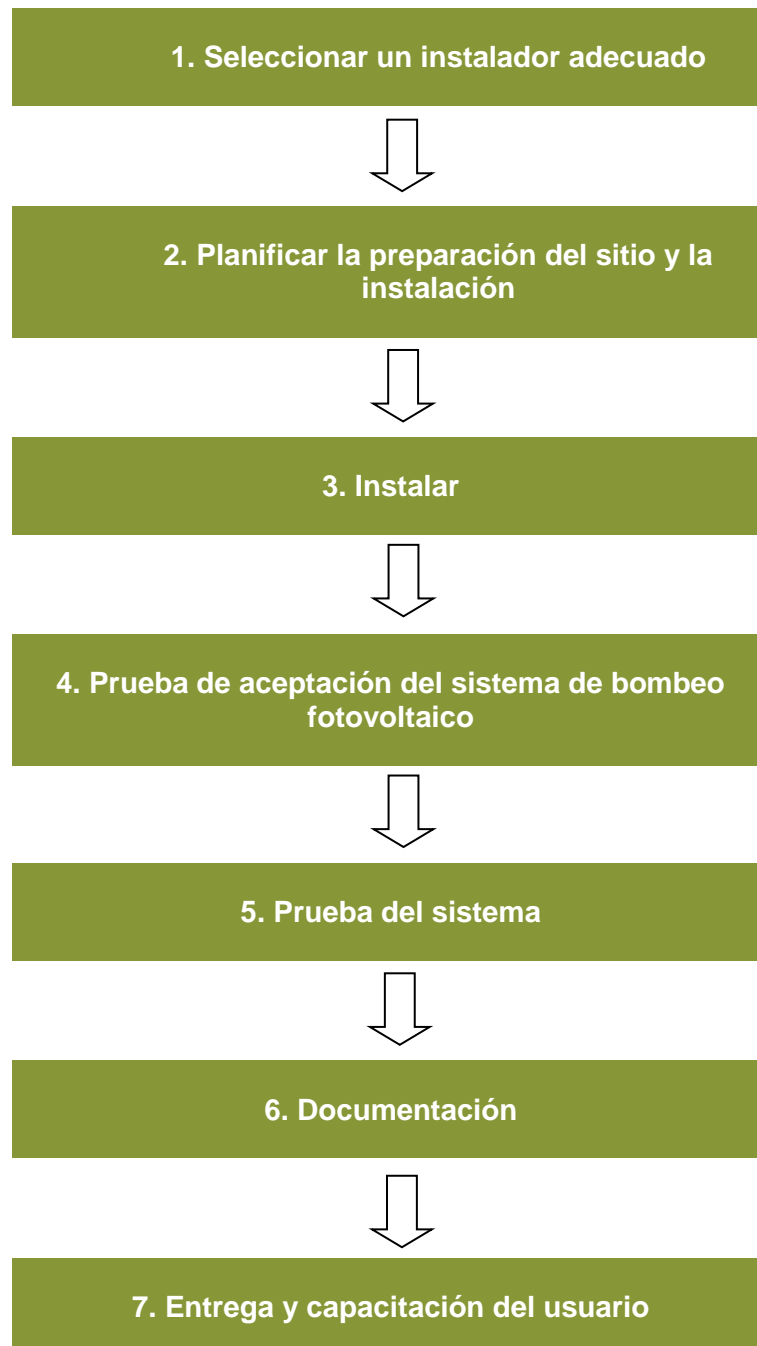 1. Seleccionar un instalador adecuado
2. Planificar la preparación del sitio y la
instalación
3. Instalar
4. Prueba de aceptación del sistema de bombeo
fotovoltaico
5. Prueba del sistema
6. Documentación
7. Entrega y capacitación del usuario